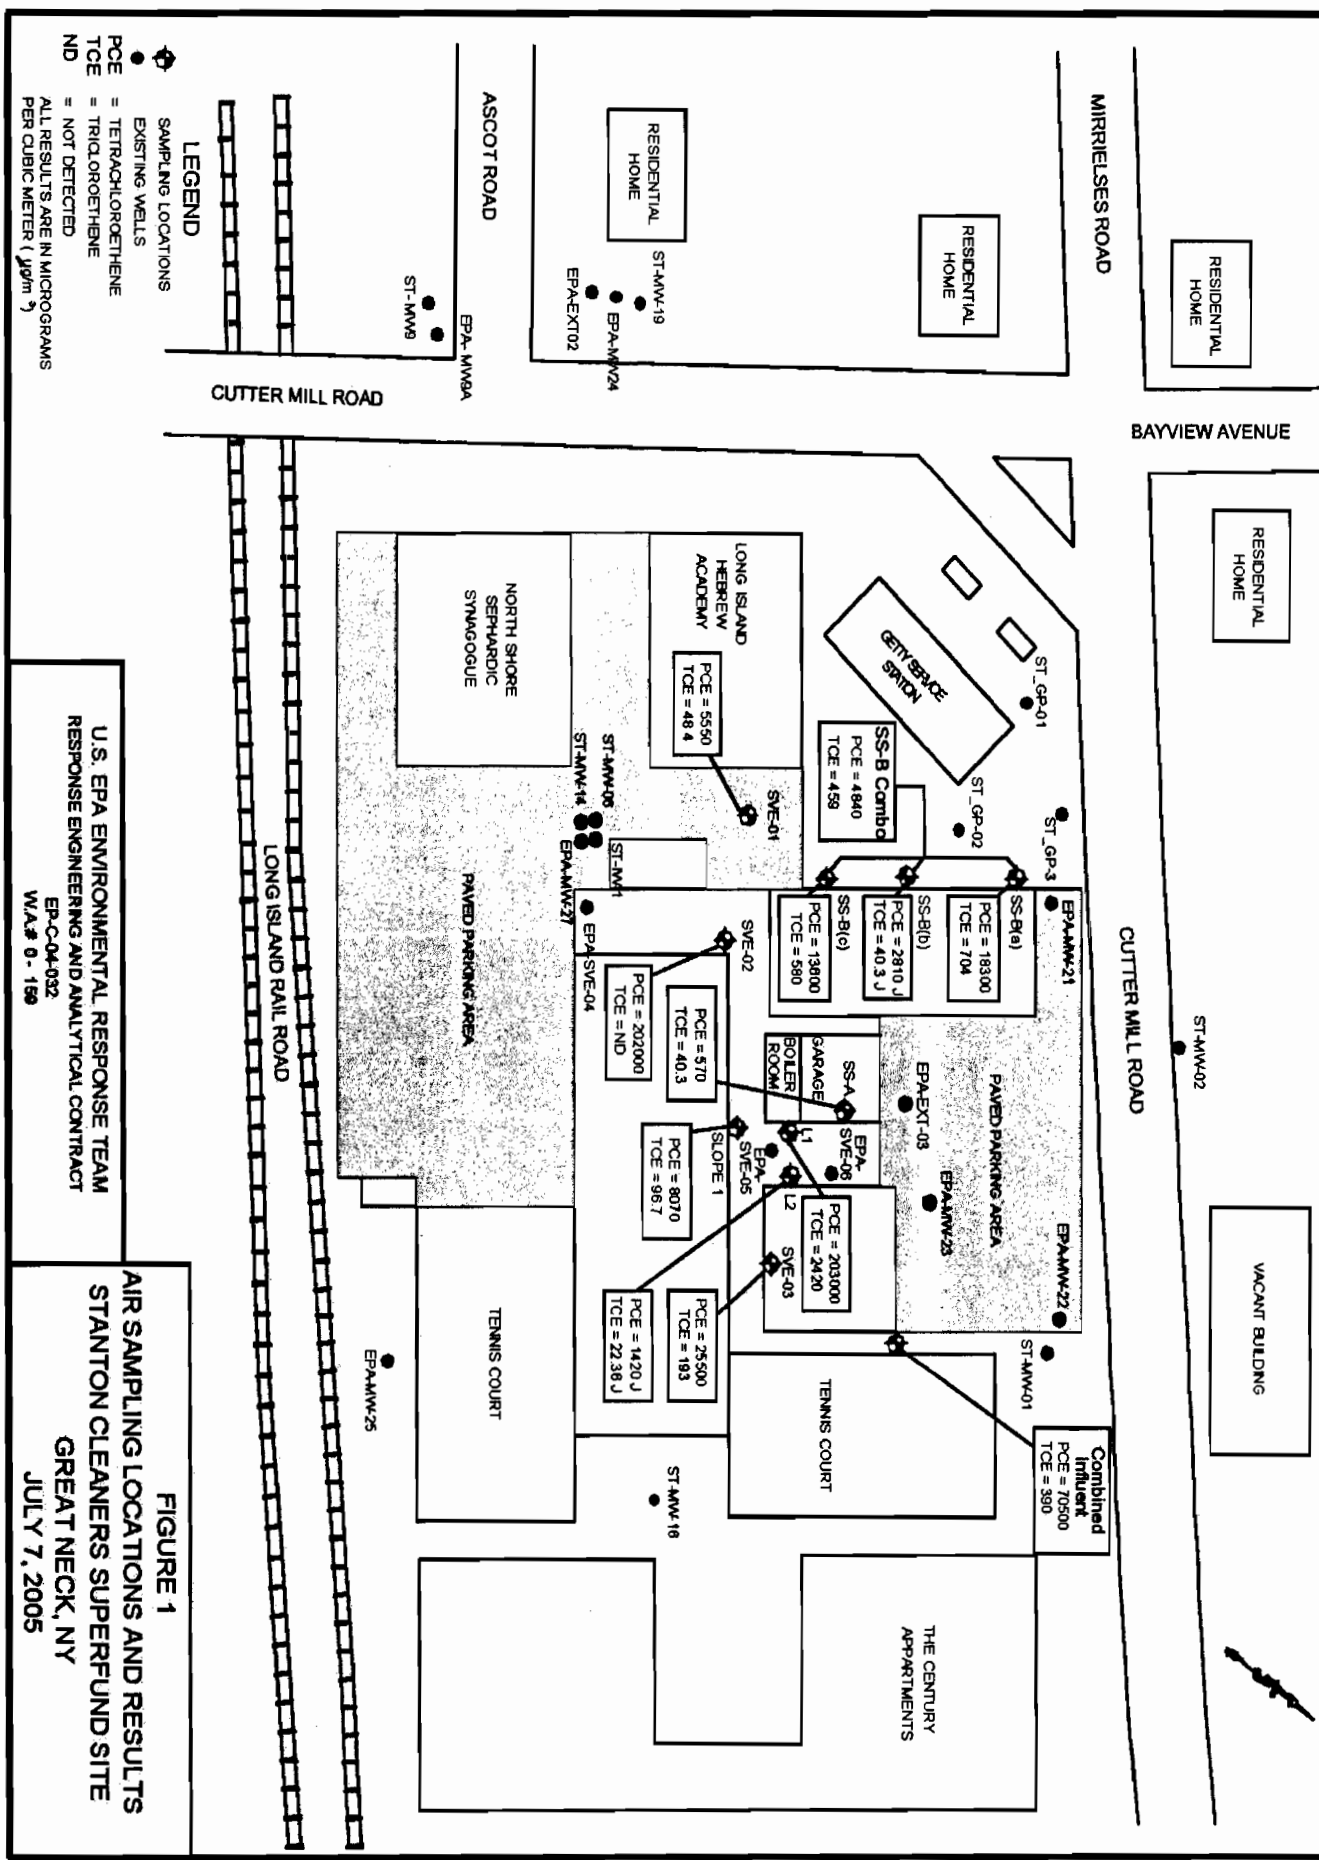 MIRRIELSES ROAD
RESIDENTIAL
HOME
RESIDENTIAL
HOME
RESIDENTIAL
HOME
ASCOT ROAD
ST-MW-19
EPA-MW24
EPA-EXT02
EPA- MW9A
ST- MW9
BAYVIEW AVENUE
CUTTER MILL ROAD
RESIDENTIAL
HOME
GETTY SERVICE
STATION
ST_GP-01
ST_GP-02
ST_GP-3
CUTTER MILL ROAD
ST-MW-02
VACANT BUILDING
LONG ISLAND
HEBREW
ACADEMY
NORTH SHORE
SEPHARDIC
SYNAGOGUE
PCE = 5550
TCE = 48.4
SVE-01
SS-B Combo
PCE = 4840
TCE = 459
SS-B(a)
PCE = 18300
TCE = 704
SS-B(b)
PCE = 2810 J
TCE = 40.3 J
SS-B(c)
PCE = 13800
TCE = 580
EPA-MW-21
ST-MW-06
ST-MW-14
EPA-MW-27
EPA-SVE-04
SVE-02
PCE = 202000
TCE = ND
PCE = 570
TCE = 40.3
SS-A
GARAGE
BOILER
ROOM
EPA-EXT-03
PAVED PARKING AREA
EPA-MW-23
EPA-MW-22
EPA-
SVE-06
L1
L2
EPA-
SVE-05
SLOPE 1
PCE = 8070
TCE = 96.7
PCE = 203000
TCE = 2420
SVE-03
PCE = 25500
TCE = 193
PCE = 1420 J
TCE = 22.36 J
ST-MW-01
Combined
Influent
PCE = 70500
TCE = 390
TENNIS COURT
TENNIS COURT
PAVED PARKING AREA
ST-MW-16
EPA-MW-25
THE CENTURY
APPARTMENTS
LONG ISLAND RAIL ROAD
LEGEND
SAMPLING LOCATIONS
EXISTING WELLS
PCE = TETRACHLOROETHENE
TCE = TRICLOROETHENE
ND = NOT DETECTED
ALL RESULTS ARE IN MICROGRAMS
PER CUBIC METER ( µg/m ³)
U.S. EPA ENVIRONMENTAL RESPONSE TEAM
RESPONSE ENGINEERING AND ANALYTICAL CONTRACT
EP-C-04-032
W.A.# 0 - 159
FIGURE 1
AIR SAMPLING LOCATIONS AND RESULTS
STANTON CLEANERS SUPERFUND SITE
GREAT NECK, NY
JULY 7, 2005